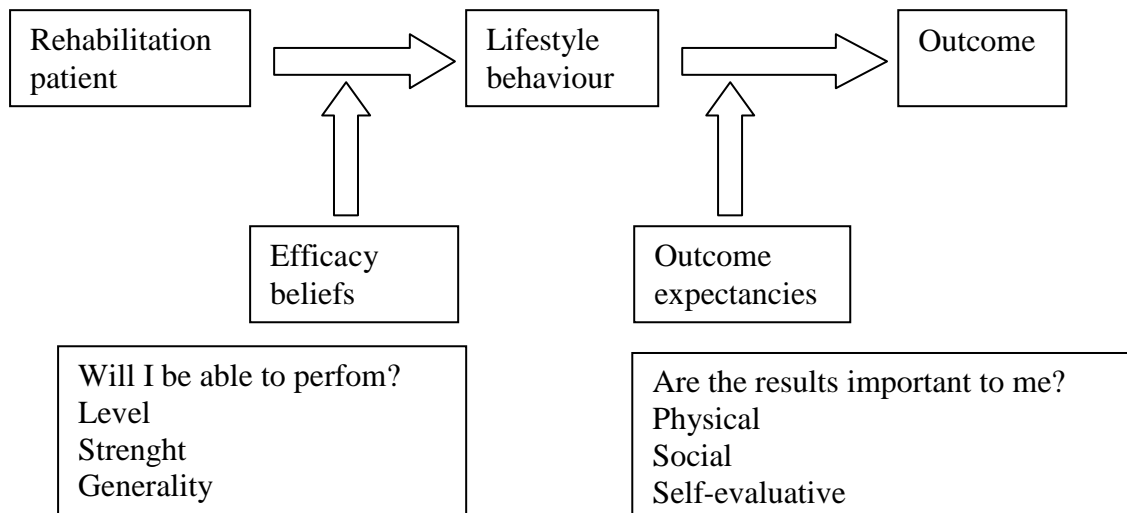 Rehabilitation
patient
Lifestyle
behaviour
Outcome
Efficacy
beliefs
Outcome
expectancies
Will I be able to perfom?
Level
Strenght
Generality
Are the results important to me?
Physical
Social
Self-evaluative